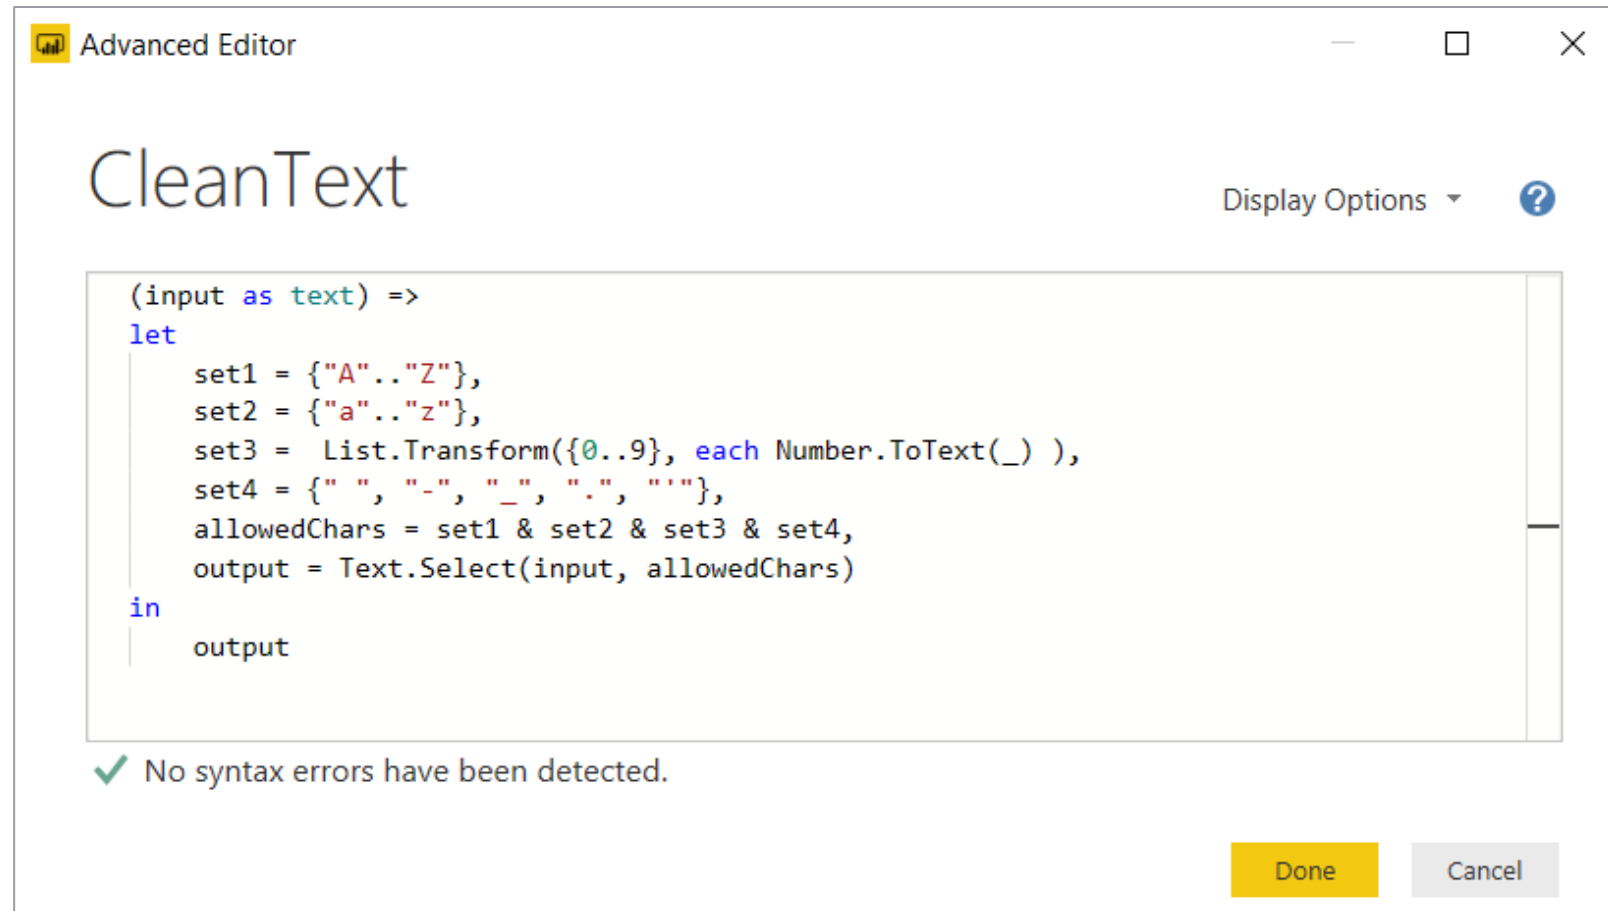 Advanced Editor
CleanText
Display Options
?
(input as text) =>
let
    set1 = {"A".."Z"},
    set2 = {"a".."z"},
    set3 =  List.Transform({0..9}, each Number.ToText(_) ),
    set4 = {" ", "-", "_", ".", "'"},
    allowedChars = set1 & set2 & set3 & set4,
    output = Text.Select(input, allowedChars)
in
    output
No syntax errors have been detected.
Done
Cancel